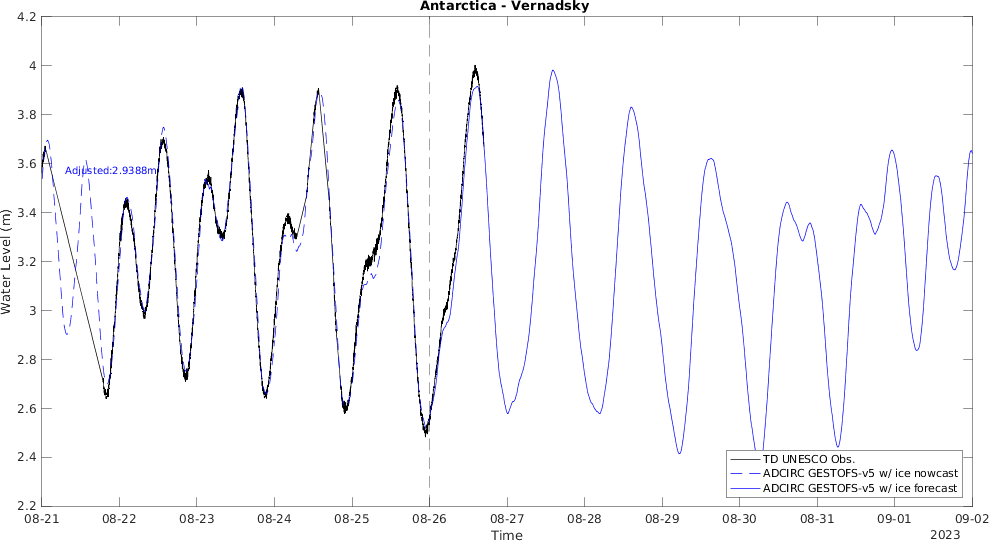 Antarctica - Vernadsky
Water Level (m)
4.2
4
3.8
3.6
3.4
3.2
3
2.8
2.6
2.4
2.2
Adjusted:2.9388m
TD UNESCO Obs.
ADCIRC GESTOFS-v5 w/ ice nowcast
ADCIRC GESTOFS-v5 w/ ice forecast
08-21 08-22 08-23 08-24 08-25 08-26 08-27 08-28 08-29 08-30 08-31 09-01 09-02
Time
2023